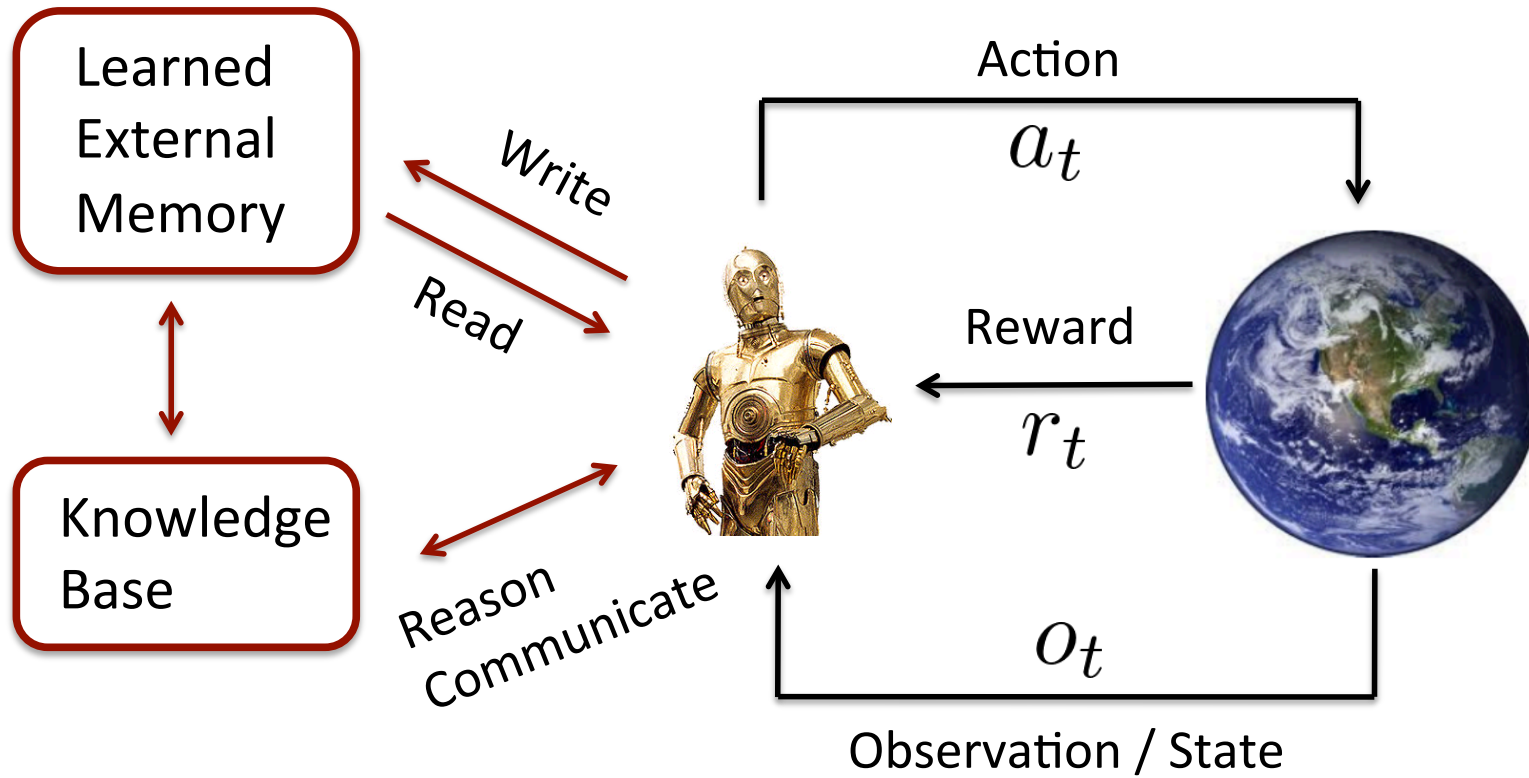 Learned
External
Memory
Write
Read
Knowledge
Base
Reason
Communicate
Action
a_t
Reward
r_t
o_t
Observation / State